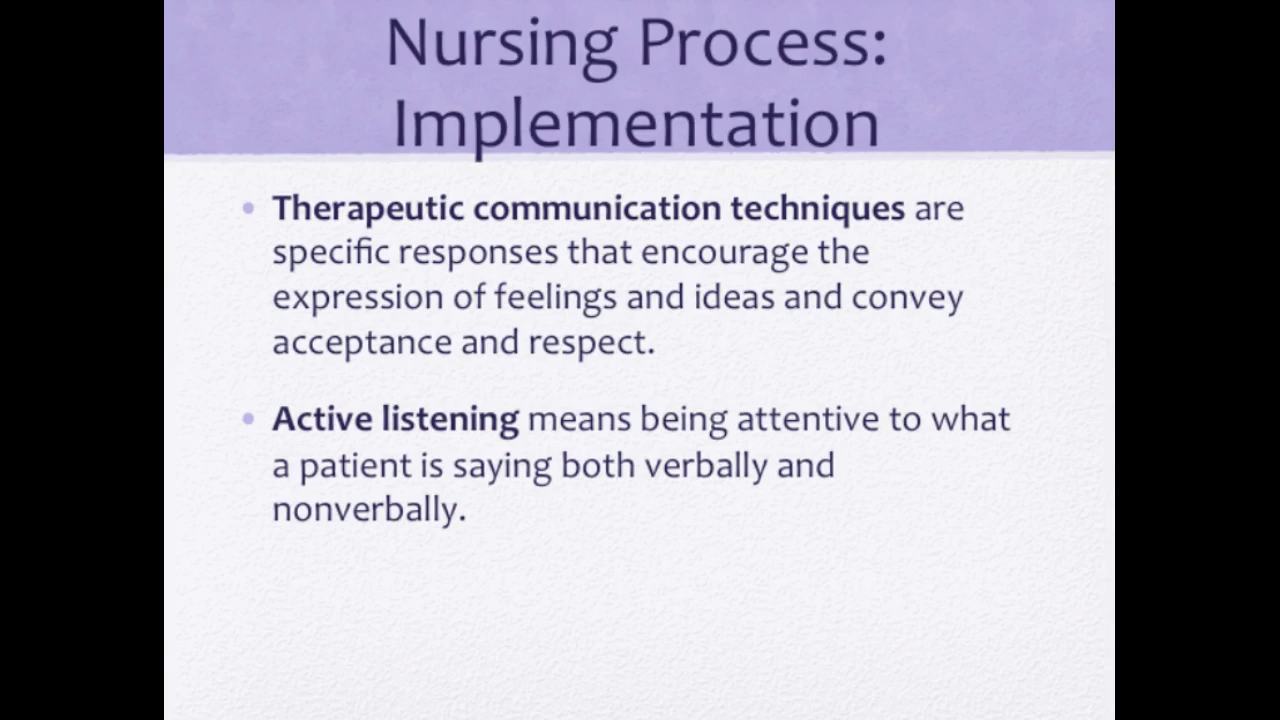 Nursing Process:
Implementation
• Therapeutic communication techniques are
specific responses that encourage the
expression of feelings and ideas and convey
acceptance and respect.
• Active listening means being attentive to what
a patient is saying both verbally and
nonverbally.